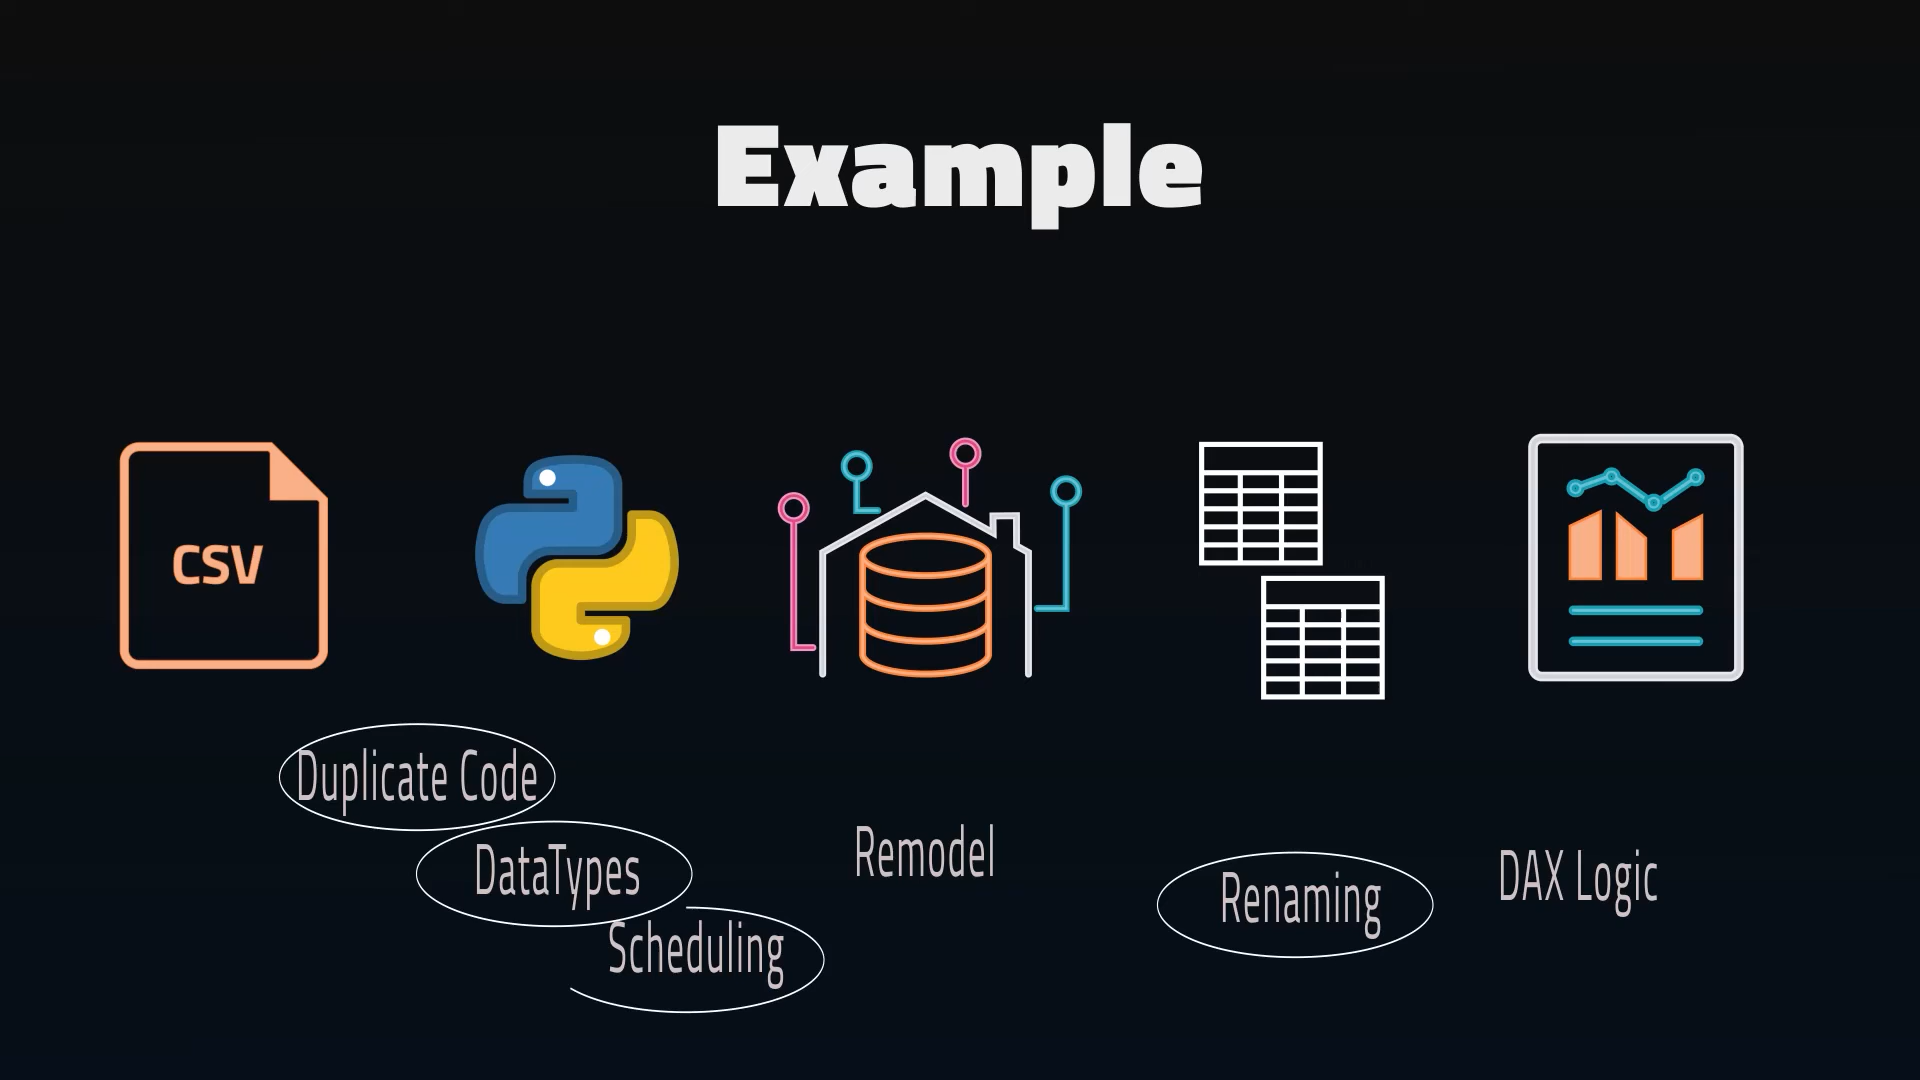 Example
CSV
Duplicate Code
DataTypes
Scheduling
Remodel
Renaming
DAX Logic